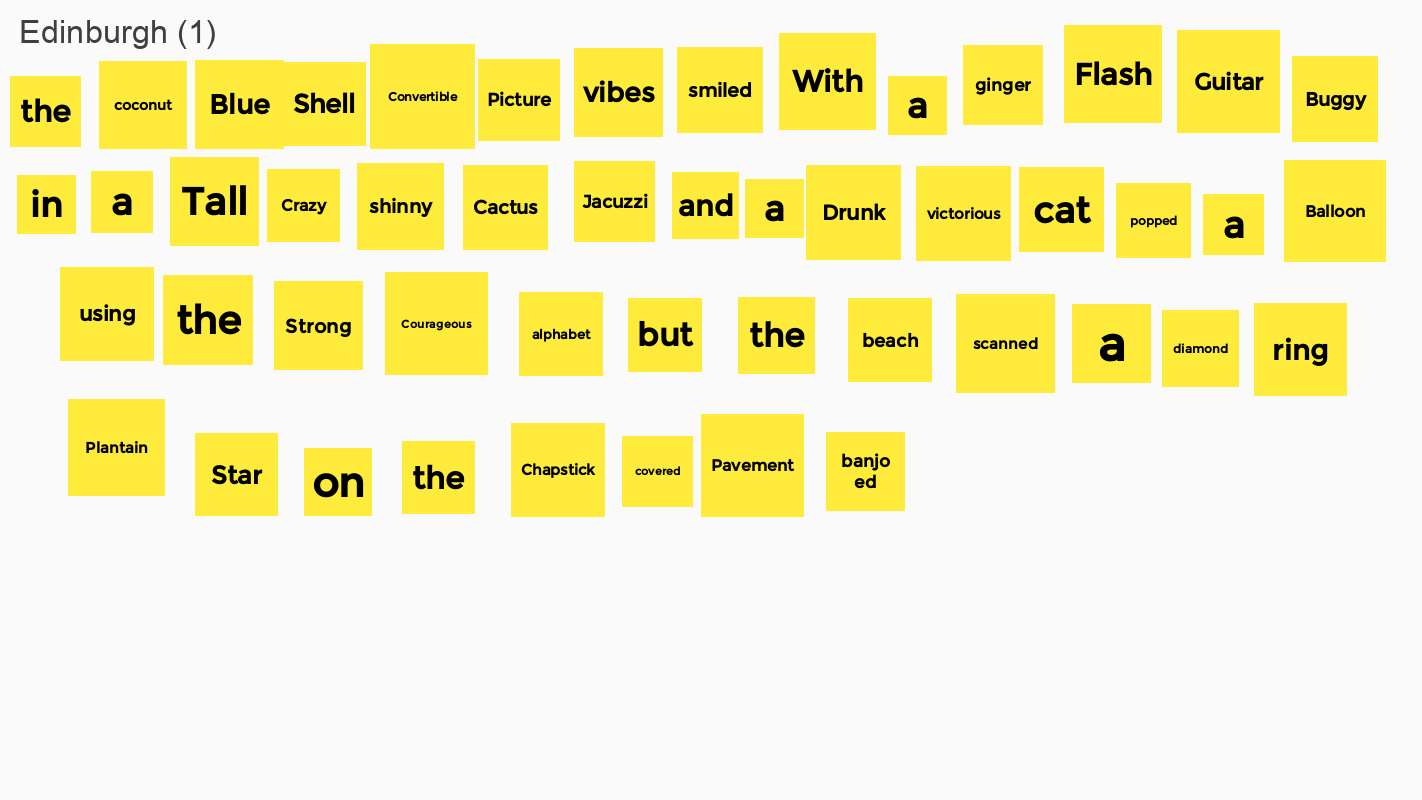 Edinburgh (1)
the coconut Blue Shell Convertible Picture vibes smiled With a ginger Flash Guitar Buggy
in a Tall Crazy shinny Cactus Jacuzzi and a Drunk victorious cat popped a Balloon
using the Strong Courageous alphabet but the beach scanned a diamond ring
Plantain Star on the Chapstick covered Pavement banjo
ed